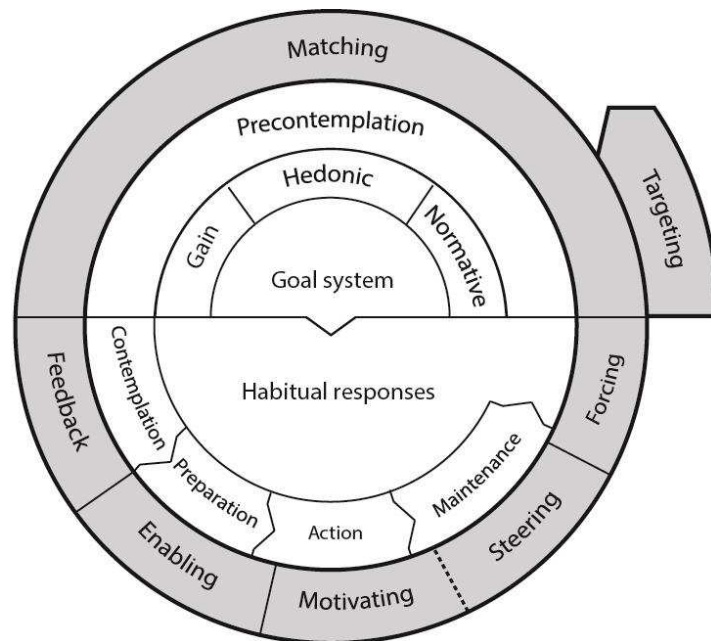 Matching
Precontemplation
Hedonic
Gain
Normative
Targeting
Goal system
Habitual responses
Contemplation
Preparation
Action
Maintenance
Feedback
Enabling
Motivating
Steering
Forcing